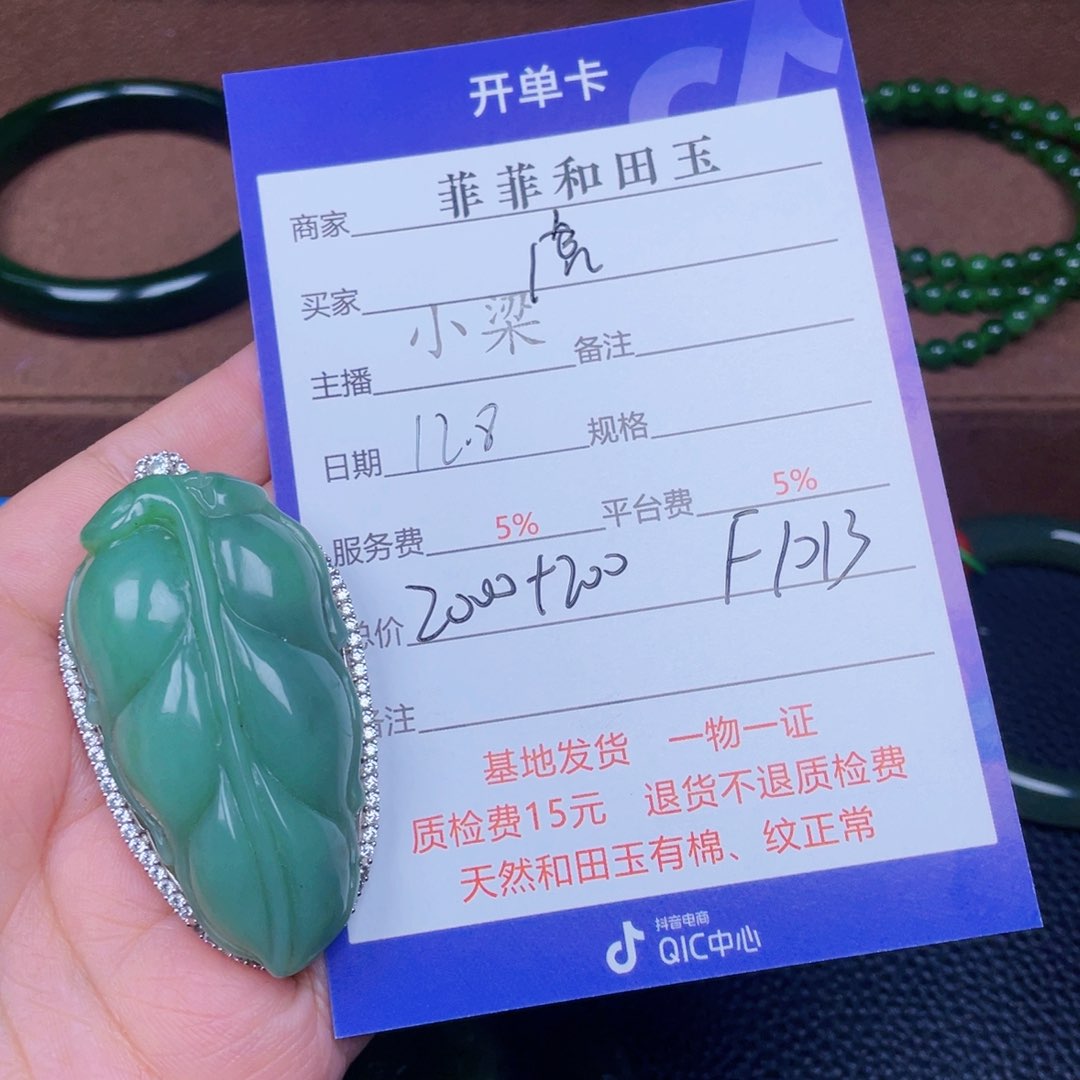 开单卡
商家 菲菲和田玉
买家
主播 小梁 备注
日期 12.8 规格
服务费 5% 平台费 5%
总价 2000+200 F1013
备注
基地发货 一物一证
质检费15元 退货不退质检费
天然和田玉有棉、纹正常
抖音电商
QIC中心